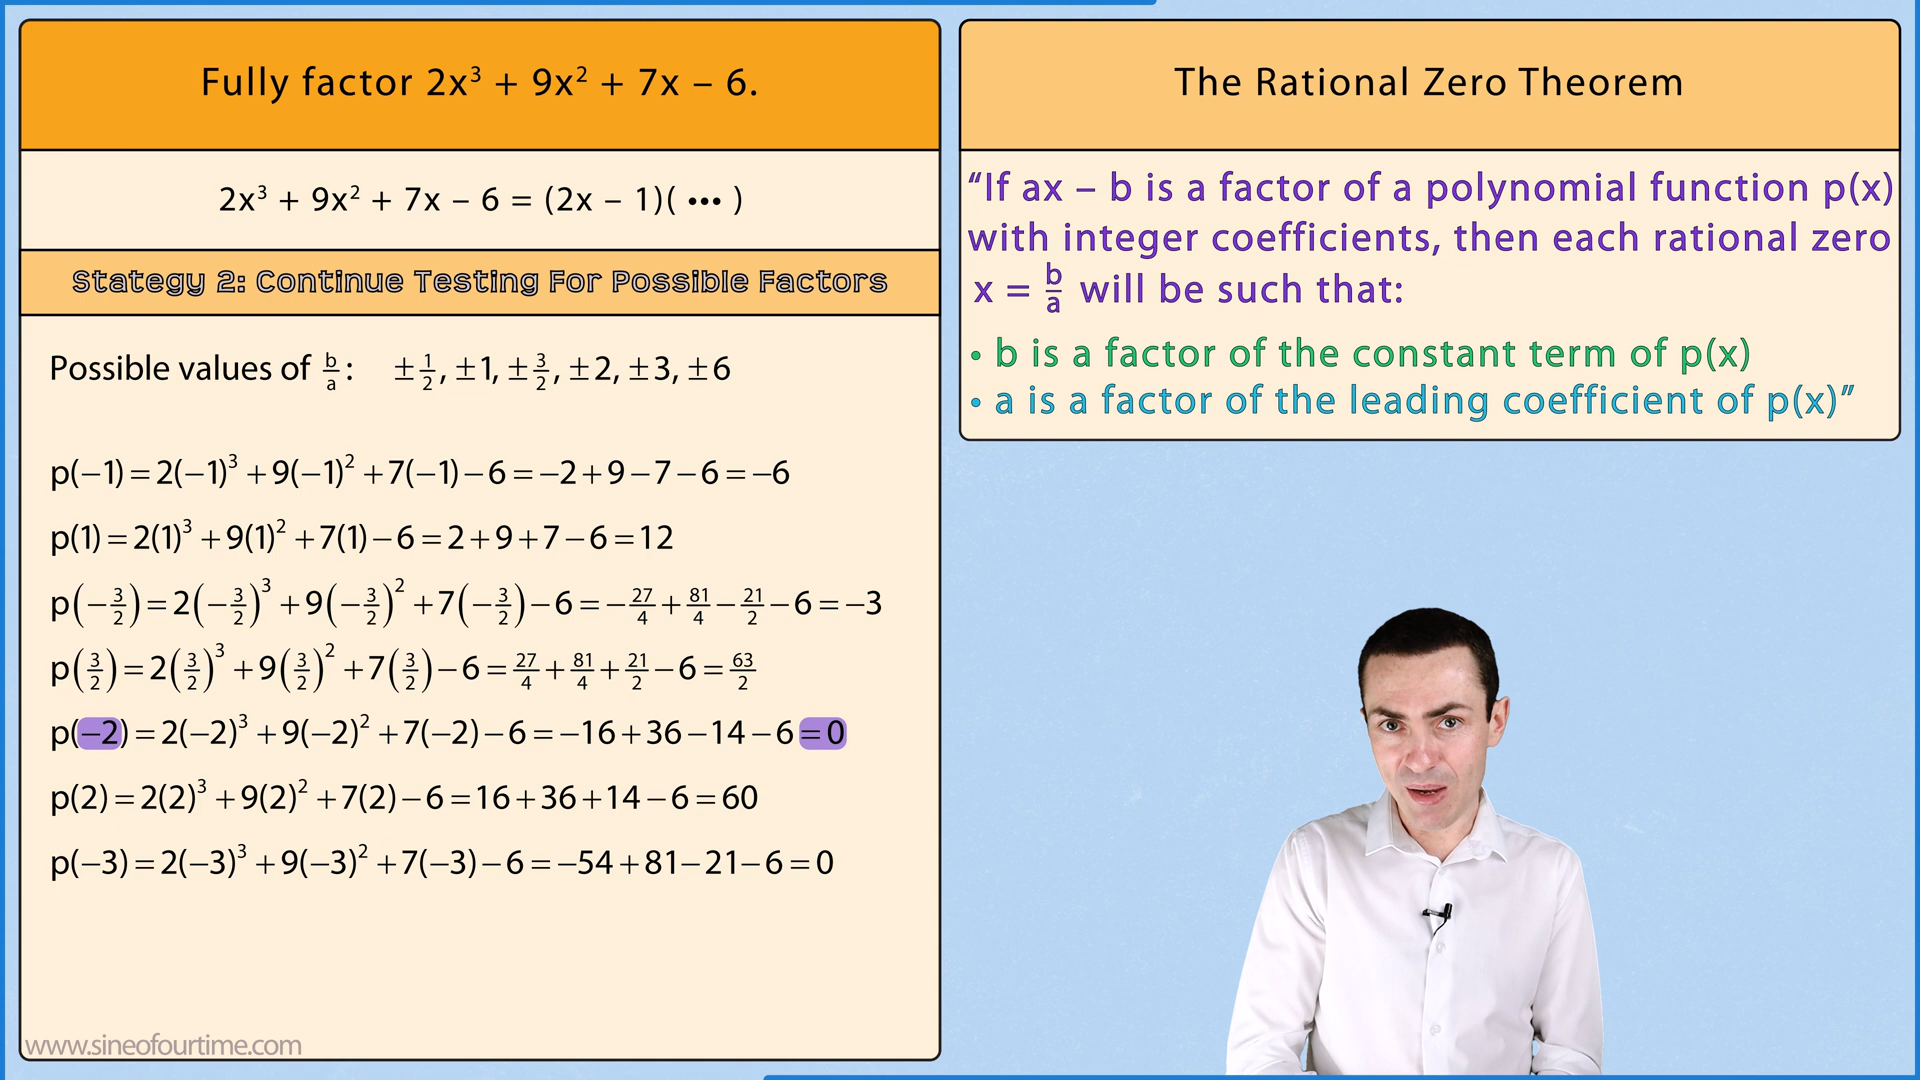 Fully factor 2x³ + 9x² + 7x – 6.
2x³ + 9x² + 7x – 6 = (2x – 1)( ••• )
Stategy 2: Continue Testing For Possible Factors
Possible values of b/a: ±1/2, ±1, ±3/2, ±2, ±3, ±6
p(−1) = 2(−1)³ + 9(−1)² + 7(−1) − 6 = −2 + 9 − 7 − 6 = −6
p(1) = 2(1)³ + 9(1)² + 7(1) − 6 = 2 + 9 + 7 − 6 = 12
p(−3/2) = 2(−3/2)³ + 9(−3/2)² + 7(−3/2) − 6 = −27/4 + 81/4 − 21/2 − 6 = −3
p(3/2) = 2(3/2)³ + 9(3/2)² + 7(3/2) − 6 = 27/4 + 81/4 + 21/2 − 6 = 63/2
p(−2) = 2(−2)³ + 9(−2)² + 7(−2) − 6 = −16 + 36 − 14 − 6 = 0
p(2) = 2(2)³ + 9(2)² + 7(2) − 6 = 16 + 36 + 14 − 6 = 60
p(−3) = 2(−3)³ + 9(−3)² + 7(−3) − 6 = −54 + 81 − 21 − 6 = 0
www.sineofourtime.com
The Rational Zero Theorem
“If ax – b is a factor of a polynomial function p(x)
with integer coefficients, then each rational zero
x = b/a will be such that:
• b is a factor of the constant term of p(x)
• a is a factor of the leading coefficient of p(x)”